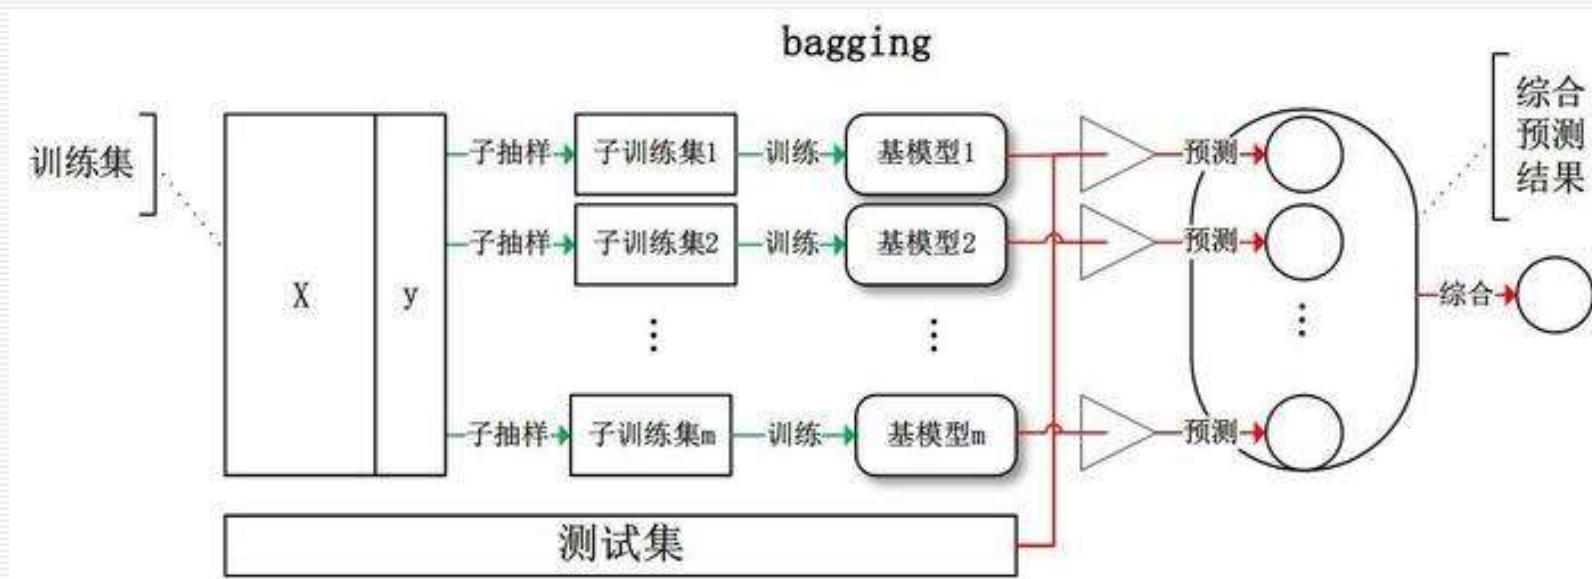 bagging
训练集
X
y
子抽样
子训练集1
训练
基模型1
预测
子抽样
子训练集2
训练
基模型2
预测
⋮
⋮
⋮
子抽样
子训练集m
训练
基模型m
预测
综合
预测
结果
综合
测试集